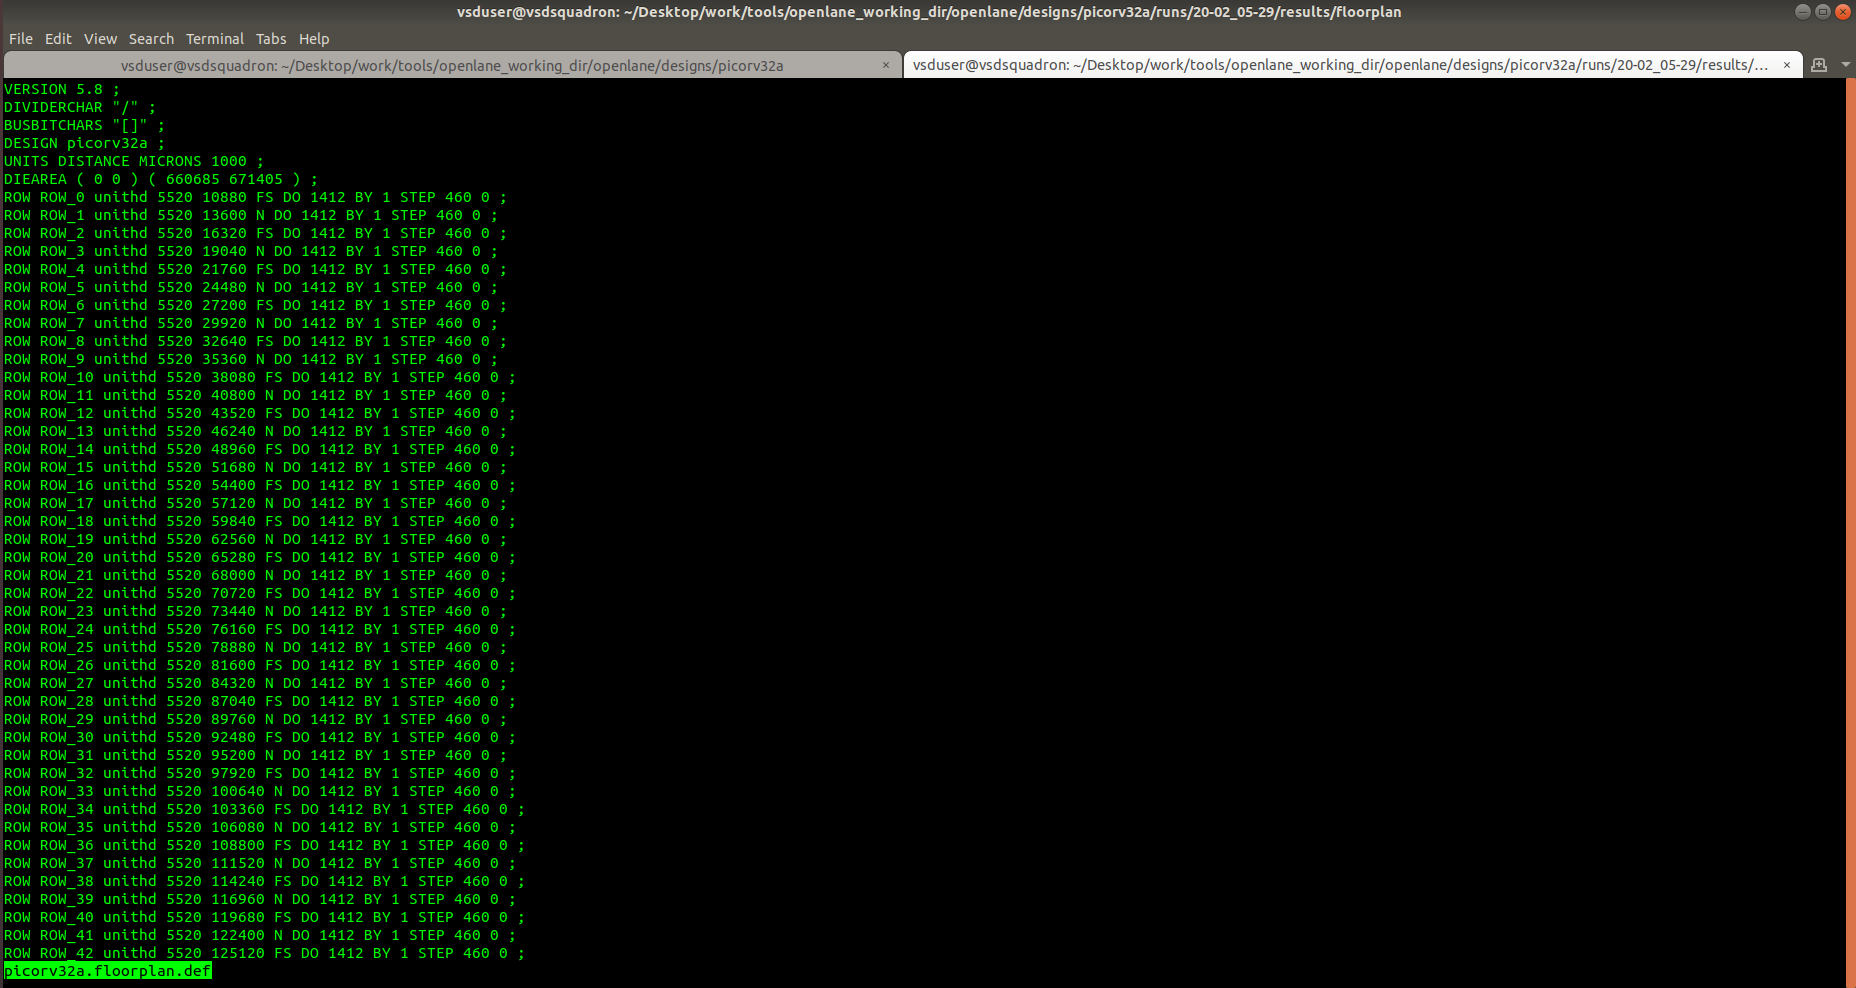 vsduser@vsdsquadron: ~/Desktop/work/tools/openlane_working_dir/openlane/designs/picorv32a/runs/20-02_05-29/results/floorplan
File Edit View Search Terminal Tabs Help
vsduser@vsdsquadron: ~/Desktop/work/tools/openlane_working_dir/openlane/designs/picorv32a × vsduser@vsdsquadron: ~/Desktop/work/tools/openlane_working_dir/openlane/designs/picorv32a/runs/20-02_05-29/results/... ×
VERSION 5.8 ;
DIVIDERCHAR "/" ;
BUSBITCHARS "[]" ;
DESIGN picorv32a ;
UNITS DISTANCE MICRONS 1000 ;
DIEAREA ( 0 0 ) ( 660685 671405 ) ;
ROW ROW_0 unithd 5520 10880 FS DO 1412 BY 1 STEP 460 0 ;
ROW ROW_1 unithd 5520 13600 N DO 1412 BY 1 STEP 460 0 ;
ROW ROW_2 unithd 5520 16320 FS DO 1412 BY 1 STEP 460 0 ;
ROW ROW_3 unithd 5520 19040 N DO 1412 BY 1 STEP 460 0 ;
ROW ROW_4 unithd 5520 21760 FS DO 1412 BY 1 STEP 460 0 ;
ROW ROW_5 unithd 5520 24480 N DO 1412 BY 1 STEP 460 0 ;
ROW ROW_6 unithd 5520 27200 FS DO 1412 BY 1 STEP 460 0 ;
ROW ROW_7 unithd 5520 29920 N DO 1412 BY 1 STEP 460 0 ;
ROW ROW_8 unithd 5520 32640 FS DO 1412 BY 1 STEP 460 0 ;
ROW ROW_9 unithd 5520 35360 N DO 1412 BY 1 STEP 460 0 ;
ROW ROW_10 unithd 5520 38080 FS DO 1412 BY 1 STEP 460 0 ;
ROW ROW_11 unithd 5520 40800 N DO 1412 BY 1 STEP 460 0 ;
ROW ROW_12 unithd 5520 43520 FS DO 1412 BY 1 STEP 460 0 ;
ROW ROW_13 unithd 5520 46240 N DO 1412 BY 1 STEP 460 0 ;
ROW ROW_14 unithd 5520 48960 FS DO 1412 BY 1 STEP 460 0 ;
ROW ROW_15 unithd 5520 51680 N DO 1412 BY 1 STEP 460 0 ;
ROW ROW_16 unithd 5520 54400 FS DO 1412 BY 1 STEP 460 0 ;
ROW ROW_17 unithd 5520 57120 N DO 1412 BY 1 STEP 460 0 ;
ROW ROW_18 unithd 5520 59840 FS DO 1412 BY 1 STEP 460 0 ;
ROW ROW_19 unithd 5520 62560 N DO 1412 BY 1 STEP 460 0 ;
ROW ROW_20 unithd 5520 65280 FS DO 1412 BY 1 STEP 460 0 ;
ROW ROW_21 unithd 5520 68000 N DO 1412 BY 1 STEP 460 0 ;
ROW ROW_22 unithd 5520 70720 FS DO 1412 BY 1 STEP 460 0 ;
ROW ROW_23 unithd 5520 73440 N DO 1412 BY 1 STEP 460 0 ;
ROW ROW_24 unithd 5520 76160 FS DO 1412 BY 1 STEP 460 0 ;
ROW ROW_25 unithd 5520 78880 N DO 1412 BY 1 STEP 460 0 ;
ROW ROW_26 unithd 5520 81600 FS DO 1412 BY 1 STEP 460 0 ;
ROW ROW_27 unithd 5520 84320 N DO 1412 BY 1 STEP 460 0 ;
ROW ROW_28 unithd 5520 87040 FS DO 1412 BY 1 STEP 460 0 ;
ROW ROW_29 unithd 5520 89760 N DO 1412 BY 1 STEP 460 0 ;
ROW ROW_30 unithd 5520 92480 FS DO 1412 BY 1 STEP 460 0 ;
ROW ROW_31 unithd 5520 95200 N DO 1412 BY 1 STEP 460 0 ;
ROW ROW_32 unithd 5520 97920 FS DO 1412 BY 1 STEP 460 0 ;
ROW ROW_33 unithd 5520 100640 N DO 1412 BY 1 STEP 460 0 ;
ROW ROW_34 unithd 5520 103360 FS DO 1412 BY 1 STEP 460 0 ;
ROW ROW_35 unithd 5520 106080 N DO 1412 BY 1 STEP 460 0 ;
ROW ROW_36 unithd 5520 108800 FS DO 1412 BY 1 STEP 460 0 ;
ROW ROW_37 unithd 5520 111520 N DO 1412 BY 1 STEP 460 0 ;
ROW ROW_38 unithd 5520 114240 FS DO 1412 BY 1 STEP 460 0 ;
ROW ROW_39 unithd 5520 116960 N DO 1412 BY 1 STEP 460 0 ;
ROW ROW_40 unithd 5520 119680 FS DO 1412 BY 1 STEP 460 0 ;
ROW ROW_41 unithd 5520 122400 N DO 1412 BY 1 STEP 460 0 ;
ROW ROW_42 unithd 5520 125120 FS DO 1412 BY 1 STEP 460 0 ;
picorv32a.floorplan.def